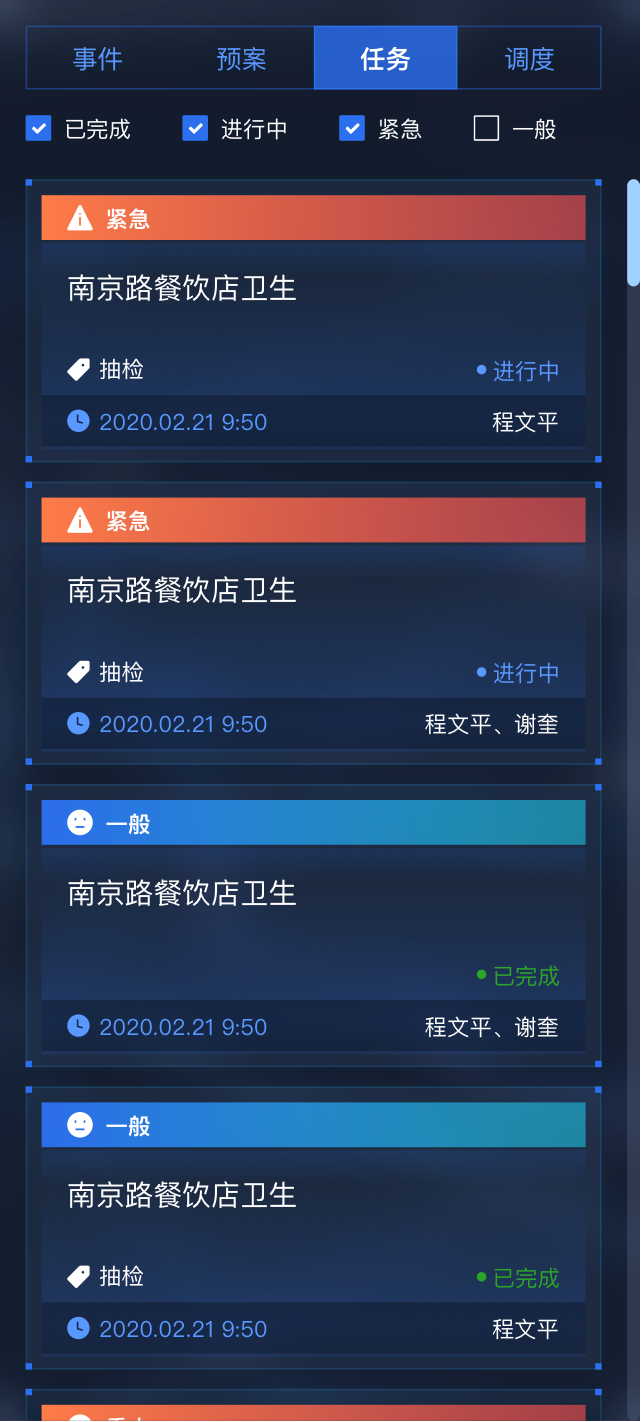 事件 预案 任务 调度
已完成 进行中 紧急 一般
紧急
南京路餐饮店卫生
抽检 进行中
2020.02.21 9:50 程文平
紧急
南京路餐饮店卫生
抽检 进行中
2020.02.21 9:50 程文平、谢奎
一般
南京路餐饮店卫生
已完成
2020.02.21 9:50 程文平、谢奎
一般
南京路餐饮店卫生
抽检 已完成
2020.02.21 9:50 程文平